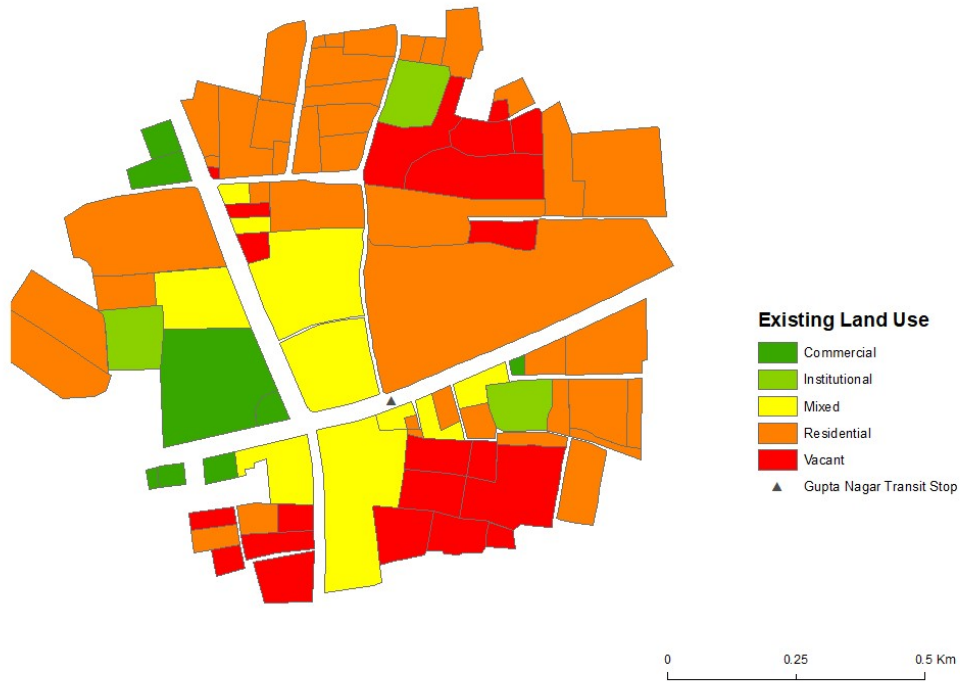 Existing Land Use
Commercial
Institutional
Mixed
Residential
Vacant
Gupta Nagar Transit Stop
0 0.25 0.5 Km